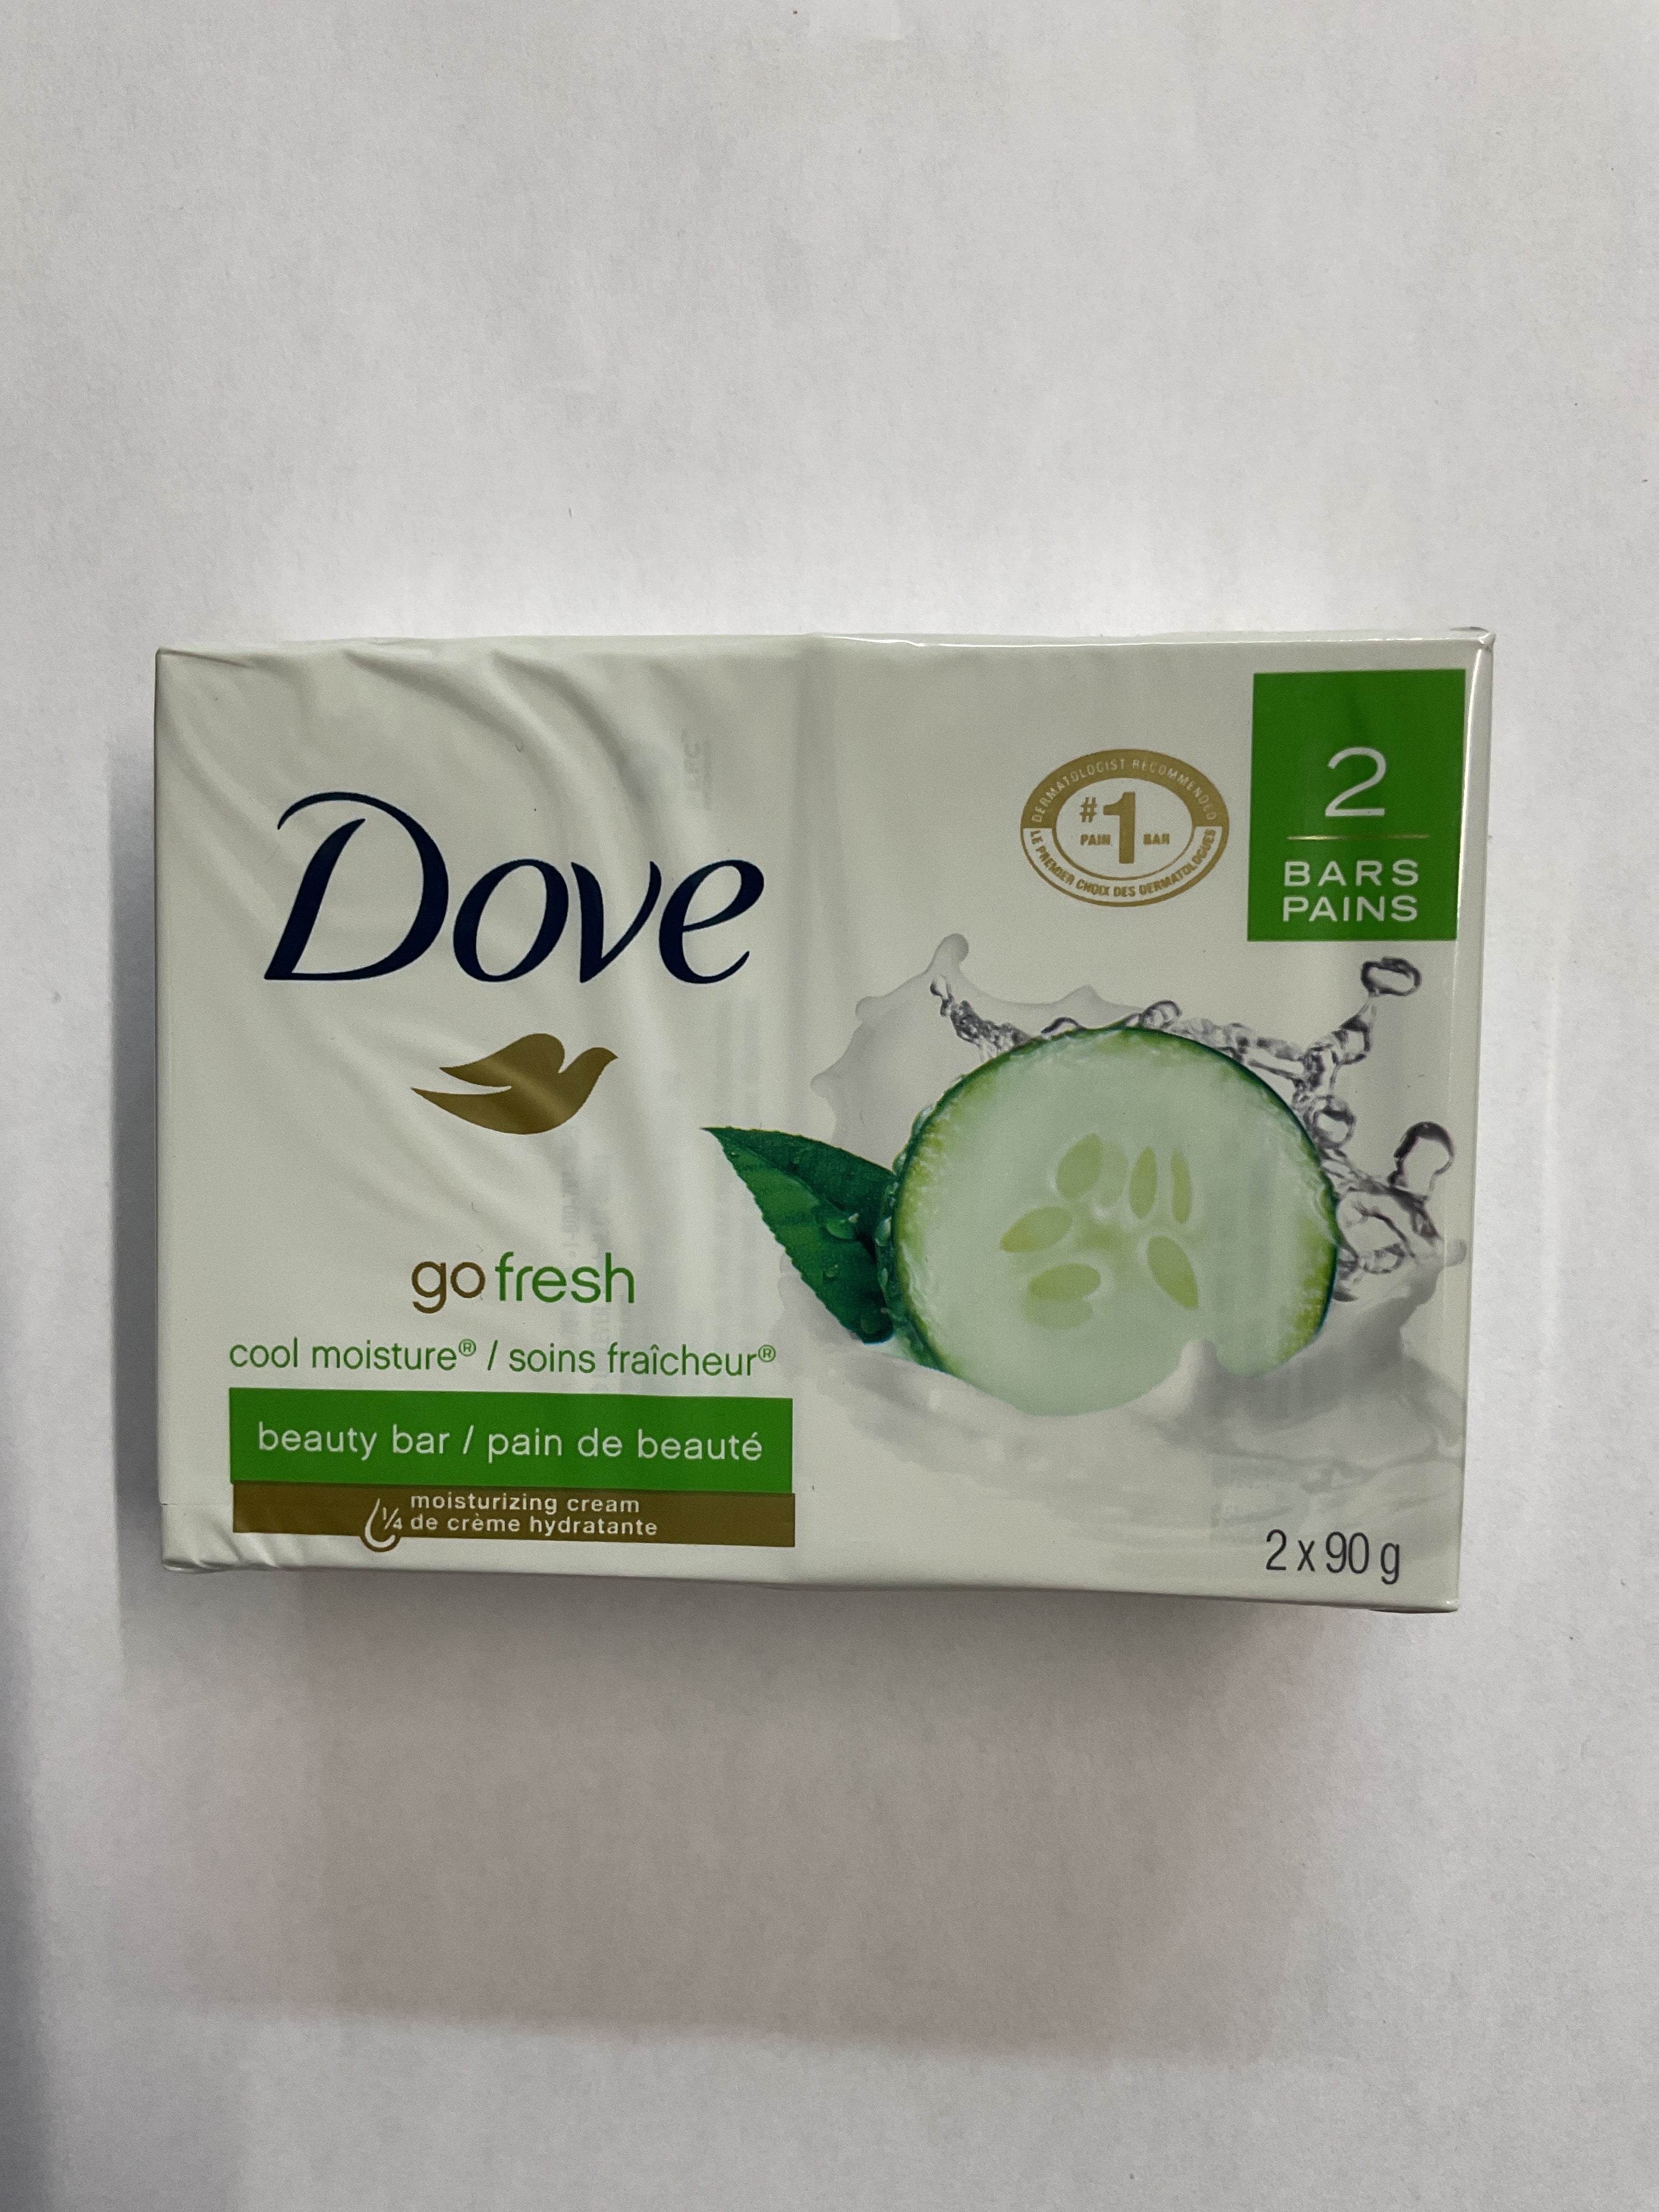 Dove
DERMATOLOGIST RECOMMENDED
#1
PAIN BAR
LE PREMIER CHOIX DES DERMATOLOGUES
2
BARS
PAINS
go fresh
cool moisture® / soins fraîcheur®
beauty bar / pain de beauté
1/4 moisturizing cream
de crème hydratante
2 x 90 g